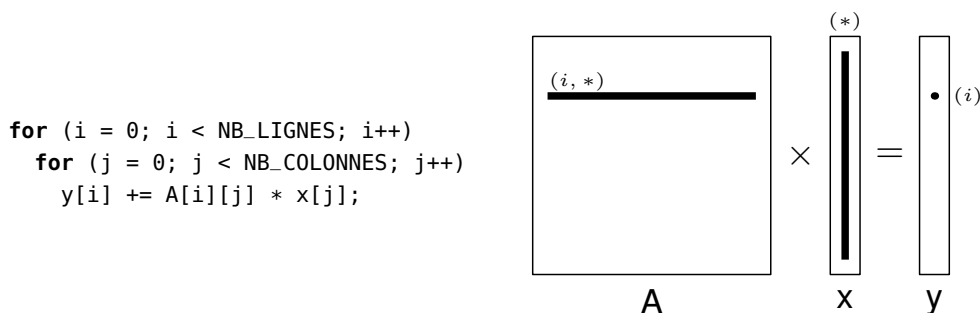 for (i = 0; i < NB_LIGNES; i++)
for (j = 0; j < NB_COLONNES; j++)
y[i] += A[i][j] * x[j];
(∗)
(i, ∗)
(i)
× =
A x y